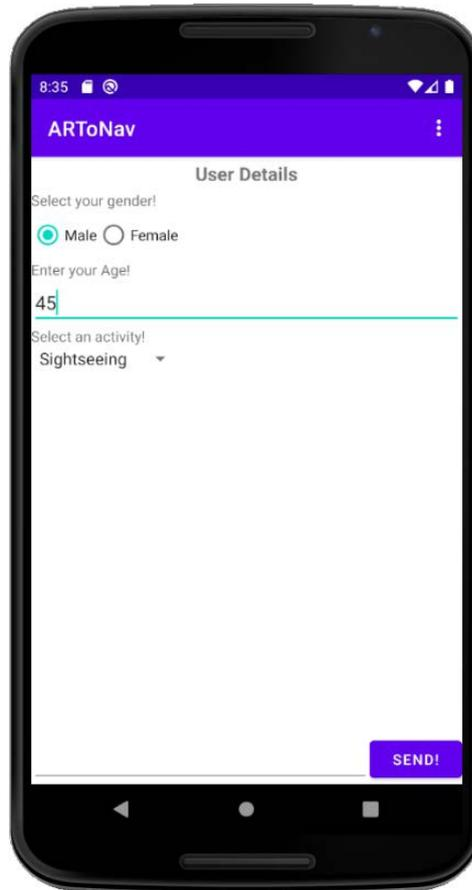 8:35
ARToNav
User Details
Select your gender!
Male Female
Enter your Age!
45
Select an activity!
Sightseeing
SEND!